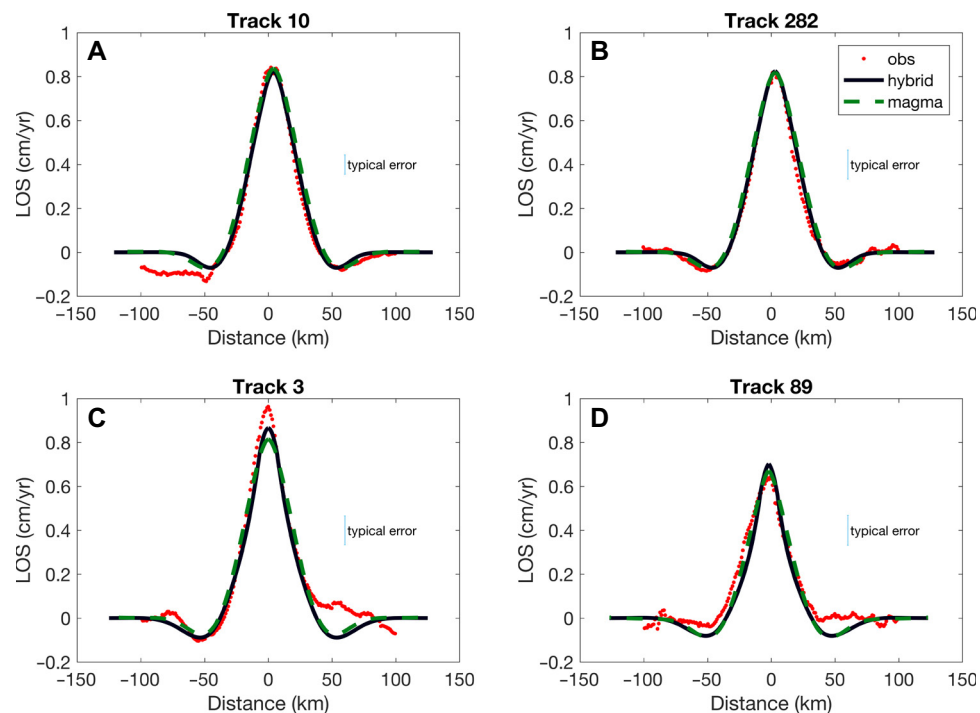 Track 10
A
1
0.8
0.6
0.4
0.2
0
−0.2
LOS (cm/yr)
typical error
−150 −100 −50 0 50 100 150
Distance (km)
Track 282
B
1
0.8
0.6
0.4
0.2
0
−0.2
LOS (cm/yr)
obs
hybrid
magma
typical error
−150 −100 −50 0 50 100 150
Distance (km)
Track 3
C
1
0.8
0.6
0.4
0.2
0
−0.2
LOS (cm/yr)
typical error
−150 −100 −50 0 50 100 150
Distance (km)
Track 89
D
1
0.8
0.6
0.4
0.2
0
−0.2
LOS (cm/yr)
typical error
−150 −100 −50 0 50 100 150
Distance (km)